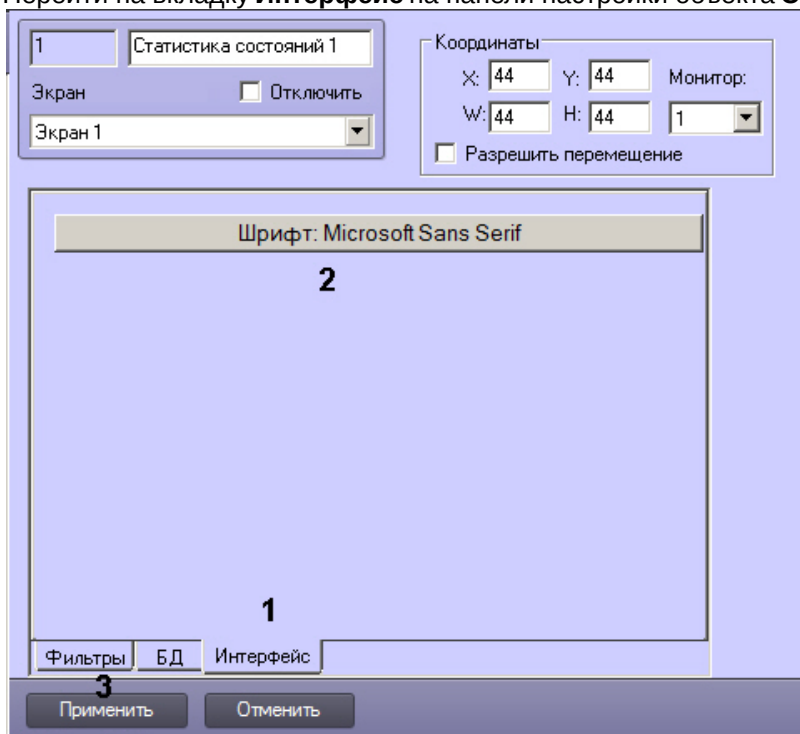 Перейти на вкладку Интерфейс на панели настройки объекта
1 Статистика состояний 1
Экран Отключить
Экран 1
Координаты
X: 44 Y: 44 Монитор:
W: 44 H: 44 1
Разрешить перемещение
Шрифт: Microsoft Sans Serif
2
1
Фильтры БД Интерфейс
3
Применить Отменить